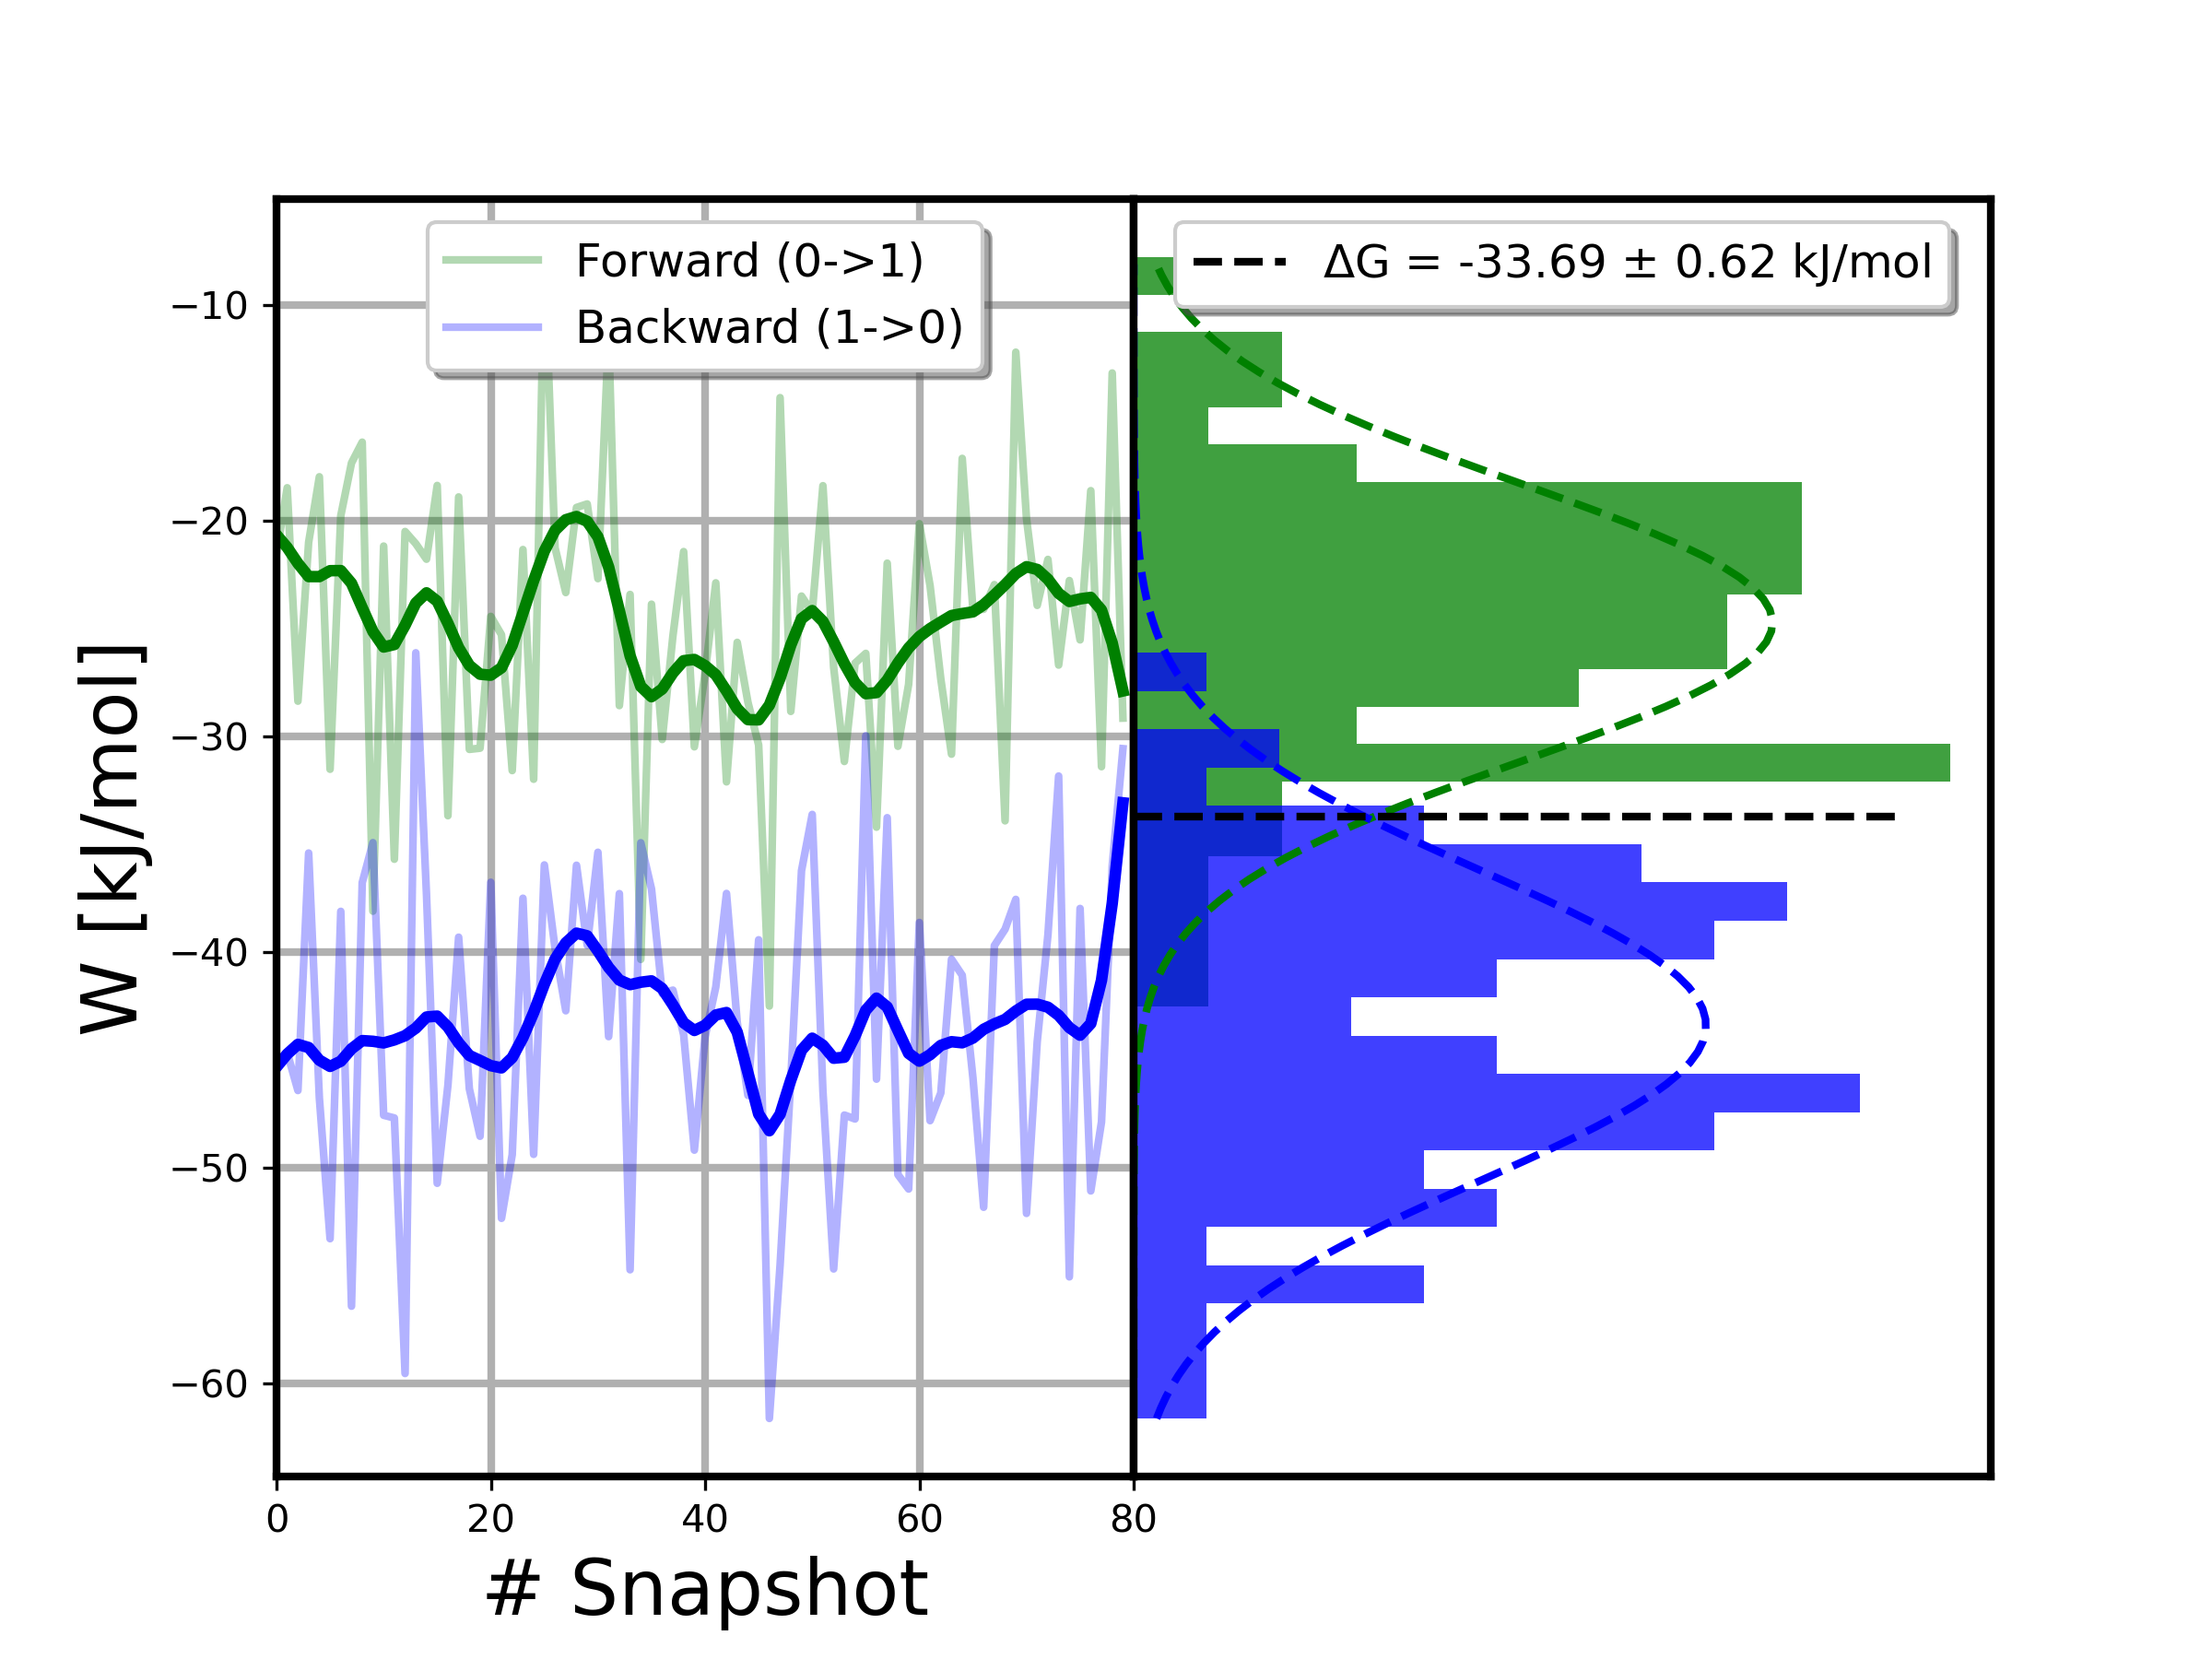 Forward (0->1)
Backward (1->0)
ΔG = -33.69 ± 0.62 kJ/mol
−10
−20
−30
−40
−50
−60
W [kJ/mol]
0 20 40 60 80
# Snapshot